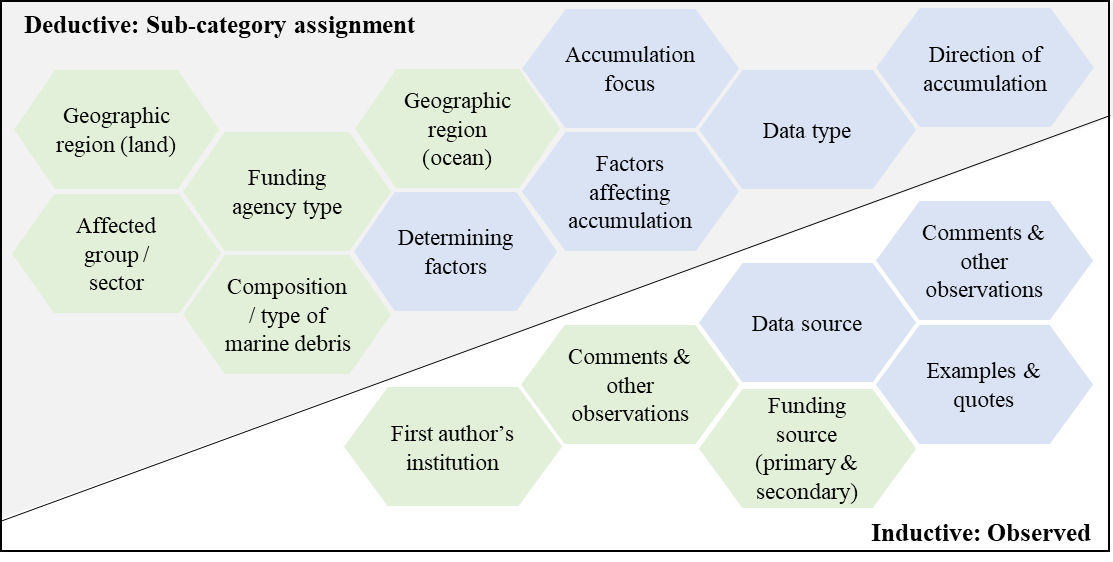 Deductive: Sub-category assignment
Geographic
region (land)
Affected
group /
sector
Funding
agency type
Composition
/ type of
marine debris
Geographic
region
(ocean)
Determining
factors
Accumulation
focus
Factors
affecting
accumulation
Data type
Direction of
accumulation
First author's
institution
Comments &
other
observations
Data source
Funding
source
(primary &
secondary)
Comments &
other
observations
Examples &
quotes
Inductive: Observed